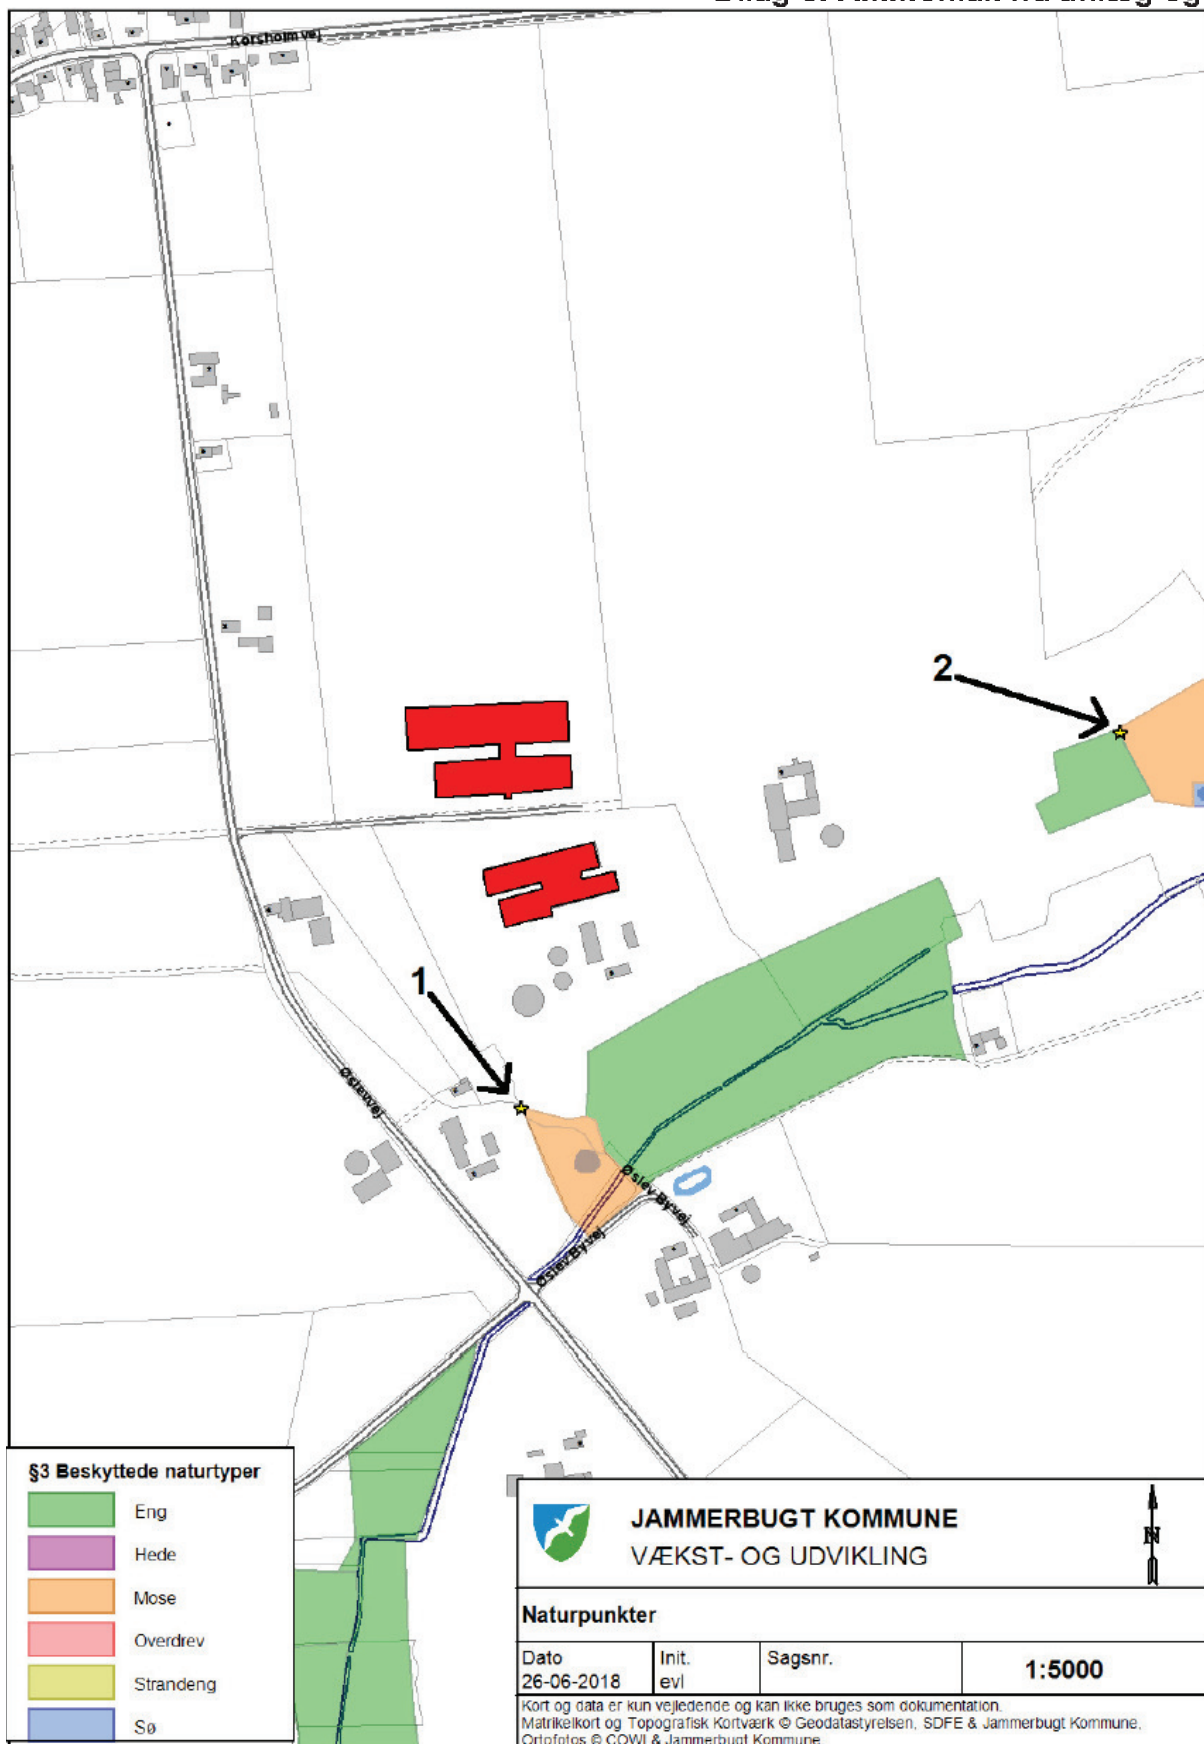 Korsholmvej
2
1
Øslevvej
Øslev Byvej
Øslev Byvej
§3 Beskyttede naturtyper
Eng
Hede
Mose
Overdrev
Strandeng
Sø
JAMMERBUGT KOMMUNE
VÆKST- OG UDVIKLING
N
Naturpunkter
Dato
26-06-2018
Init.
evl
Sagsnr.
1:5000
Kort og data er kun vejledende og kan ikke bruges som dokumentation.
Matrikelkort og Topografisk Kortværk © Geodatastyrelsen, SDFE & Jammerbugt Kommune,
Ortofotos © COWI & Jammerbugt Kommune